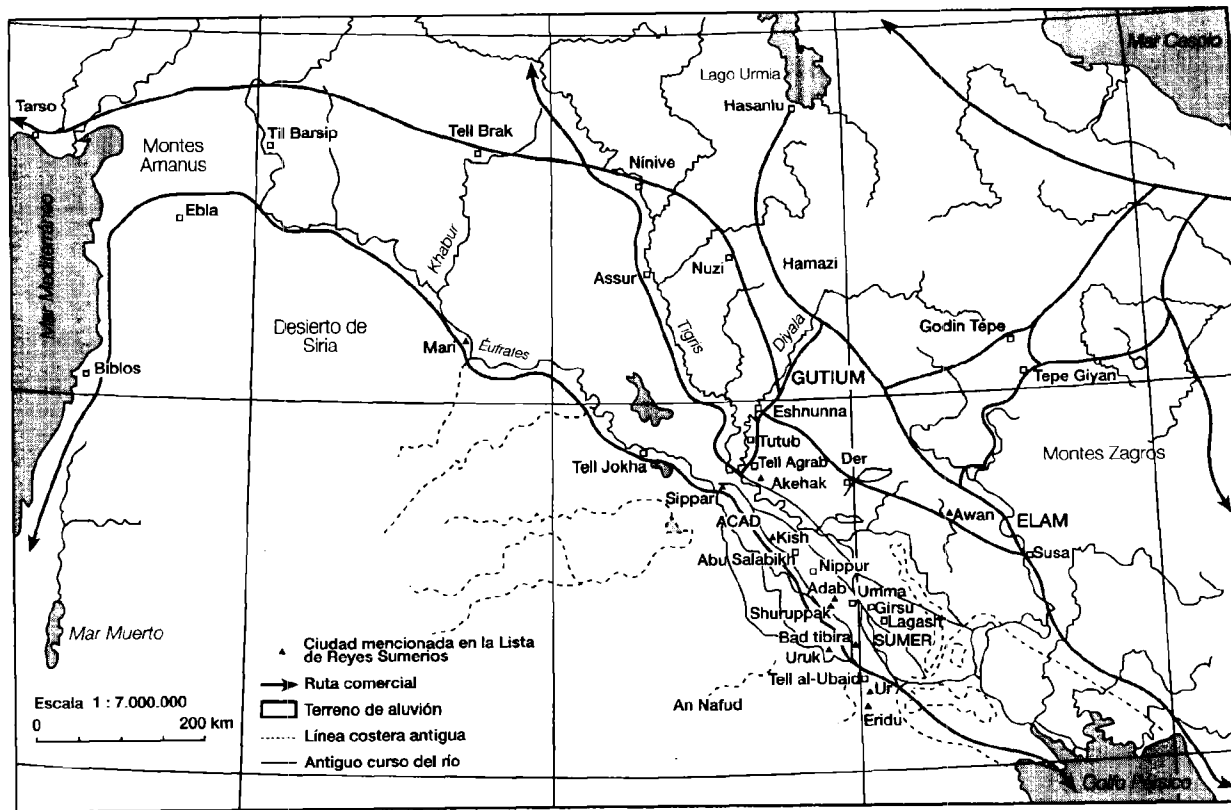 Mar Caspio
Lago Urmia
Hasanlu
Tarso
Til Barsip
Tell Brak
Montes
Amanus
Nínive
Ebla
Mar Mediterráneo
Khabur
Assur
Nuzi
Hamazi
Desierto de
Siria
Mari
Éufrates
Tigris
Diyala
Godin Tepe
Biblos
GUTIUM
Tepe Giyan
Eshnunna
Tutub
Tell Agrab
Der
Montes Zagros
Tell Jokha
Akehak
Sippar
ACAD
Awan
ELAM
Kish
Abu Salabikh
Susa
Nippur
Adab
Umma
Shuruppak
Girsu
Lagash
Bad tibira
SUMER
Uruk
Mar Muerto
Tell al-Ubaid
Ur
An Nafud
Eridu
Ciudad mencionada en la Lista
de Reyes Sumerios
Ruta comercial
Terreno de aluvión
Línea costera antigua
Antiguo curso del río
Escala 1 : 7.000.000
0 200 km
Golfo Pérsico